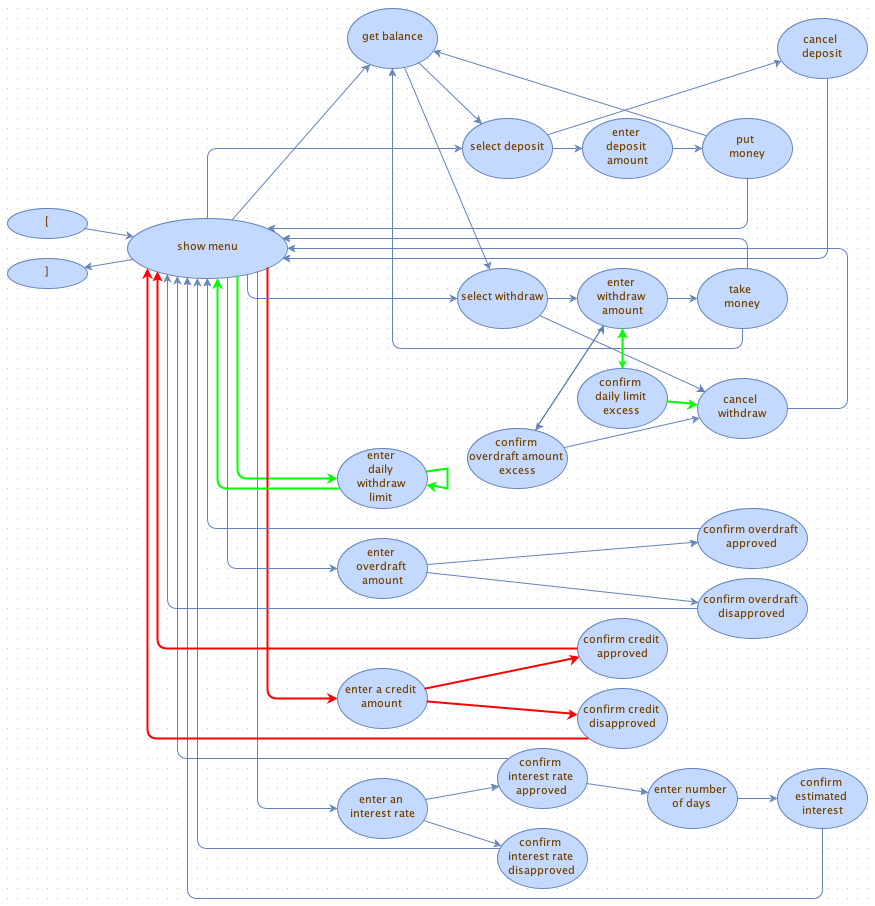 get balance
cancel
deposit
select deposit
enter
deposit
amount
put
money
[
show menu
]
select withdraw
enter
withdraw
amount
take
money
confirm
daily limit
excess
cancel
withdraw
confirm
overdraft amount
excess
enter
daily
withdraw
limit
confirm overdraft
approved
enter
overdraft
amount
confirm overdraft
disapproved
confirm credit
approved
enter a credit
amount
confirm credit
disapproved
confirm
interest rate
approved
enter an
interest rate
enter number
of days
confirm
estimated
interest
confirm
interest rate
disapproved